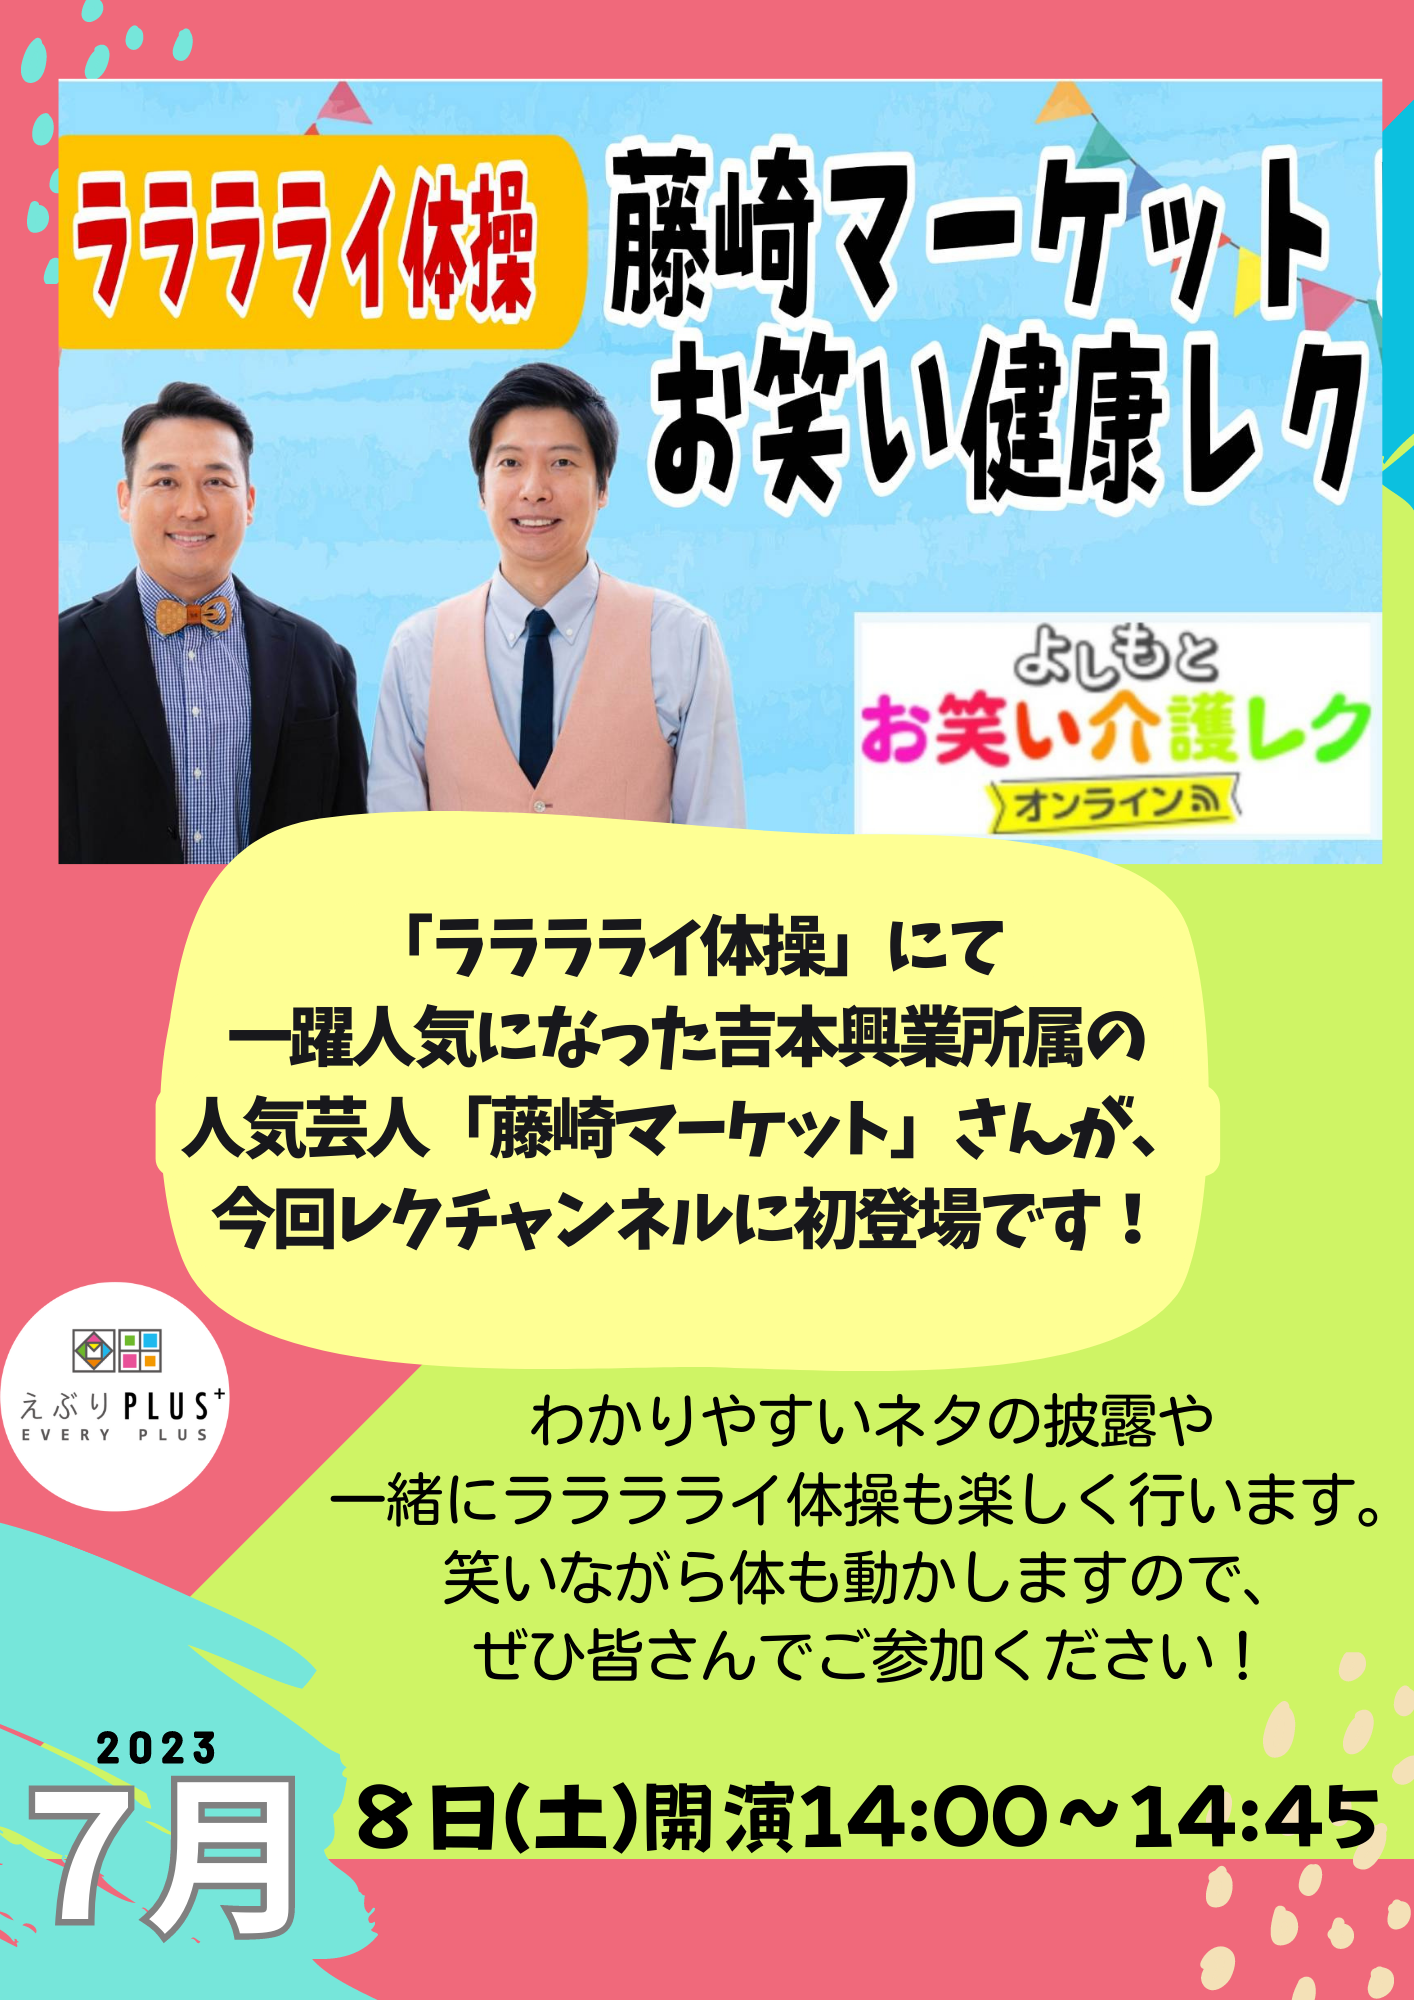 ララララライ体操
藤崎マーケット
お笑い健康レク
よしもと
お笑い介護レク
オンライン
「ララララライ体操」にて
一躍人気になった吉本興業所属の
人気芸人「藤崎マーケット」さんが、
今回レクチャンネルに初登場です！
えぶりPLUS+
EVERY PLUS
わかりやすいネタの披露や
一緒にララララライ体操も楽しく行います。
笑いながら体も動かしますので、
ぜひ皆さんでご参加ください！
2023
7月
８日(土)開演14:00～14:45